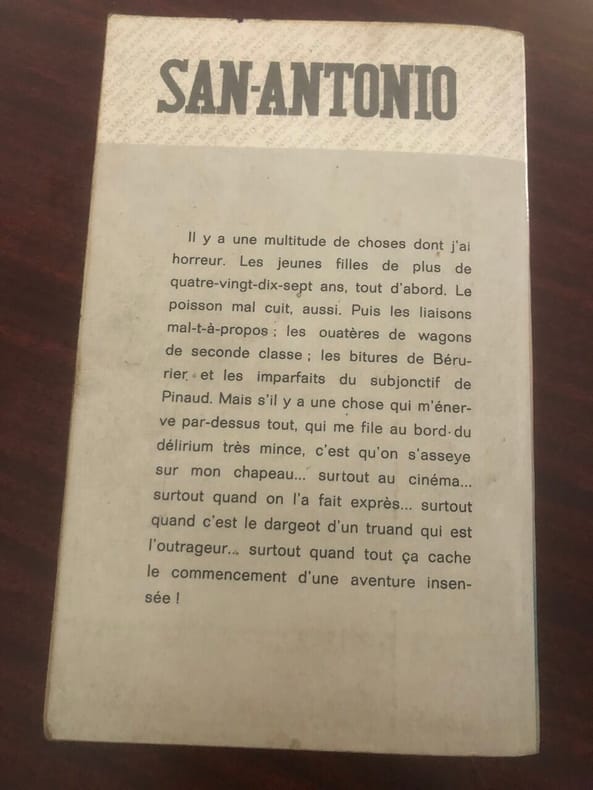 SAN-ANTONIO
Il y a une multitude de choses dont j'ai
horreur. Les jeunes filles de plus de
quatre-vingt-dix-sept ans, tout d'abord. Le
poisson mal cuit, aussi. Puis les liaisons
mal-t-à-propos ; les ouatères de wagons
de seconde classe ; les bitures de Béru-
rier et les imparfaits du subjonctif de
Pinaud. Mais s'il y a une chose qui m'éner-
ve par-dessus tout, qui me file au bord du
délirium très mince, c'est qu'on s'asseye
sur mon chapeau... surtout au cinéma...
surtout quand on l'a fait exprès... surtout
quand c'est le dargeot d'un truand qui est
l'outrageur... surtout quand tout ça cache
le commencement d'une aventure insen-
sée !